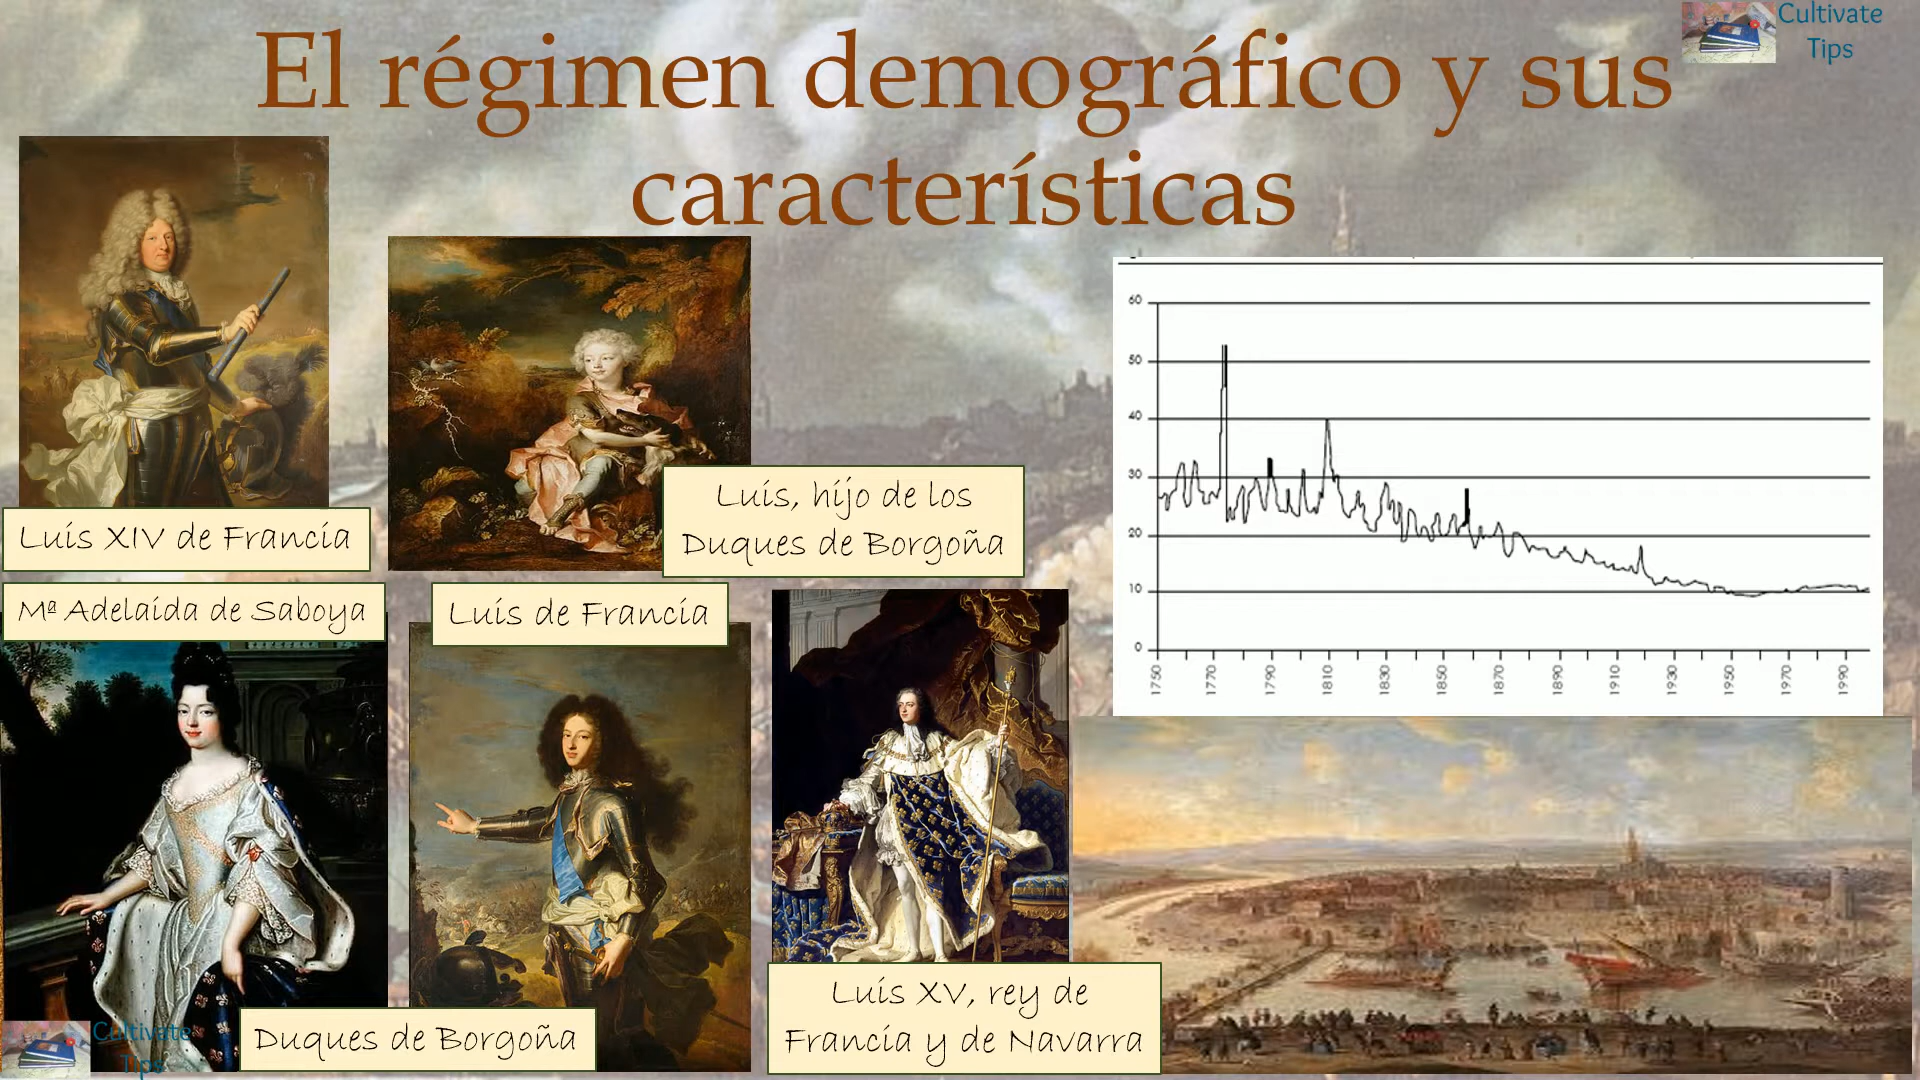 El régimen demográfico y sus
características
Cultivate
Tips
Luis XIV de Francia
Luis, hijo de los
Duques de Borgoña
Mª Adelaida de Saboya
Luis de Francia
Duques de Borgoña
Luis XV, rey de
Francia y de Navarra
60
50
40
30
20
10
0
1750
1770
1790
1810
1830
1850
1870
1890
1910
1930
1950
1970
1990
Cultivate
Tips